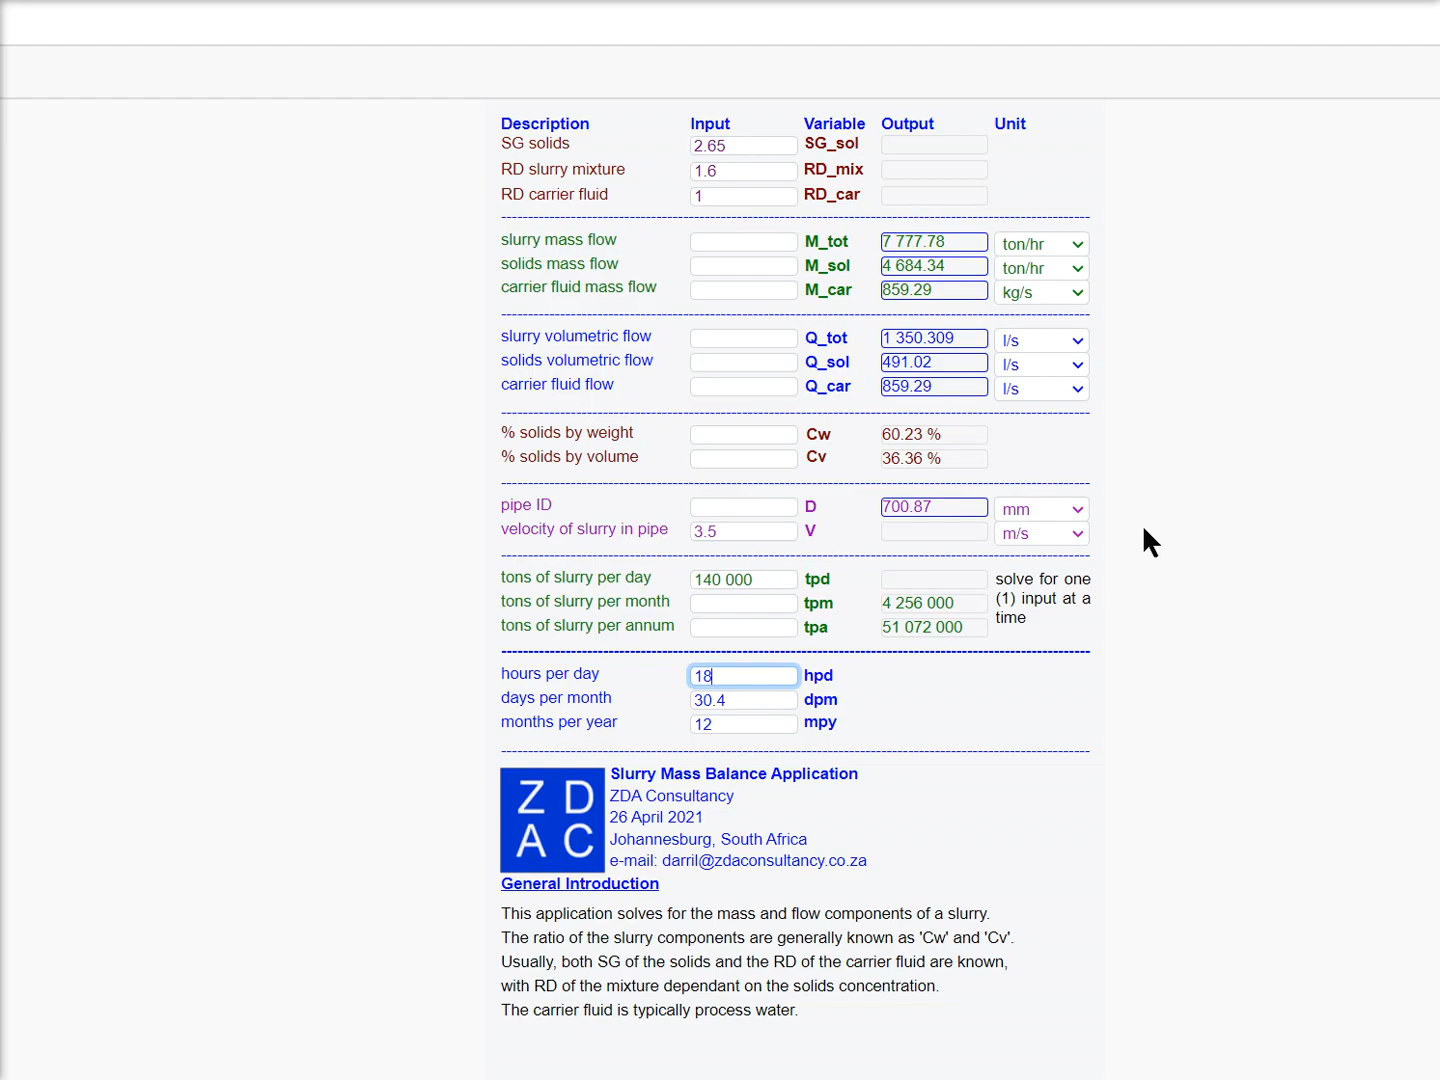 Description Input Variable Output Unit
SG solids 2.65 SG_sol
RD slurry mixture 1.6 RD_mix
RD carrier fluid 1 RD_car
slurry mass flow M_tot 7 777.78 ton/hr
solids mass flow M_sol 4 684.34 ton/hr
carrier fluid mass flow M_car 859.29 kg/s
slurry volumetric flow Q_tot 1 350.309 l/s
solids volumetric flow Q_sol 491.02 l/s
carrier fluid flow Q_car 859.29 l/s
% solids by weight Cw 60.23 %
% solids by volume Cv 36.36 %
pipe ID D 700.87 mm
velocity of slurry in pipe 3.5 V m/s
tons of slurry per day 140 000 tpd solve for one
tons of slurry per month tpm 4 256 000 (1) input at a
tons of slurry per annum tpa 51 072 000 time
hours per day 18 hpd
days per month 30.4 dpm
months per year 12 mpy
Z D
A C
Slurry Mass Balance Application
ZDA Consultancy
26 April 2021
Johannesburg, South Africa
e-mail: darril@zdaconsultancy.co.za
General Introduction
This application solves for the mass and flow components of a slurry.
The ratio of the slurry components are generally known as 'Cw' and 'Cv'.
Usually, both SG of the solids and the RD of the carrier fluid are known,
with RD of the mixture dependant on the solids concentration.
The carrier fluid is typically process water.